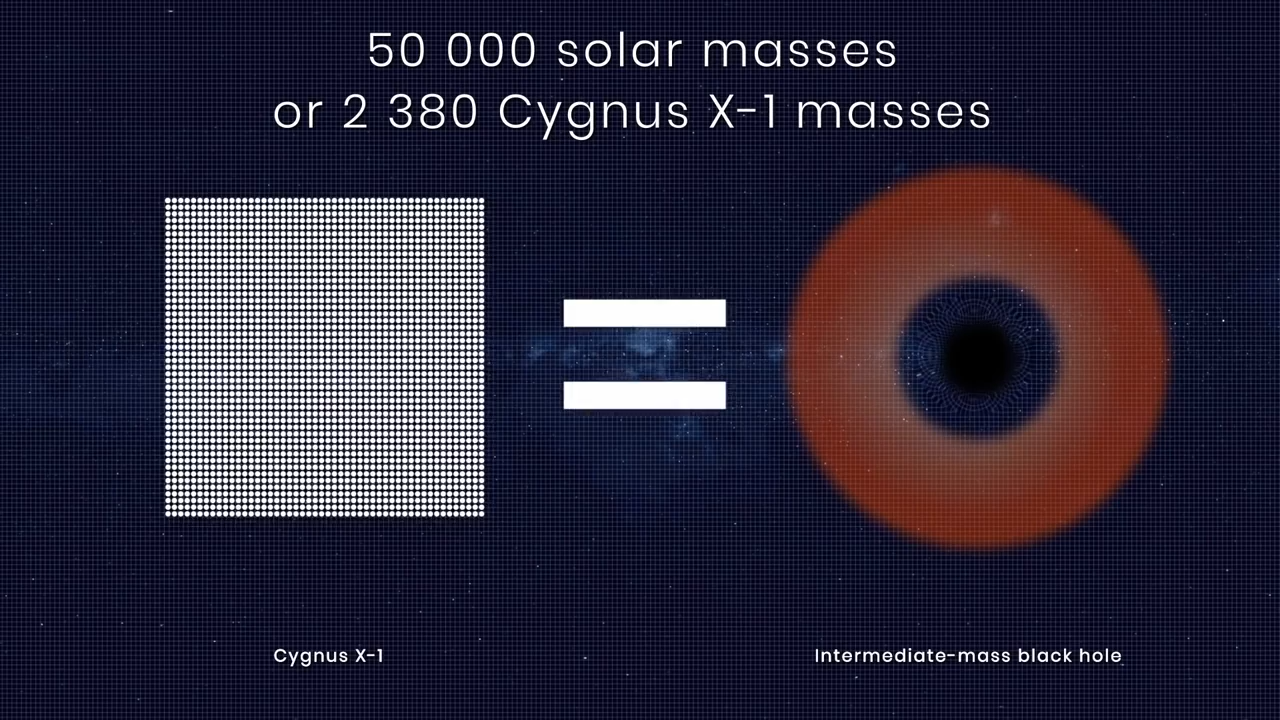 50 000 solar masses
or 2 380 Cygnus X-1 masses
Cygnus X-1
Intermediate-mass black hole